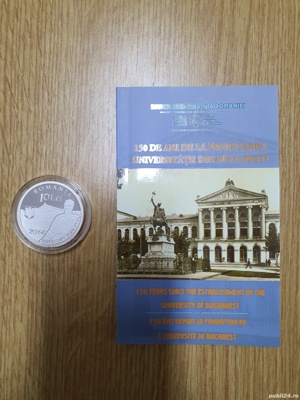 BANCA NAȚIONALĂ A ROMÂNIEI
150 DE ANI DE LA ÎNFIINȚAREA
UNIVERSITĂȚII DIN BUCUREȘTI
ROMANIA
10 LEI
150 YEARS SINCE THE ESTABLISHMENT OF THE
UNIVERSITY OF BUCHAREST
150 ANS DEPUIS LA FONDATION DE
L'UNIVERSITÉ DE BUCAREST
publi24.ro